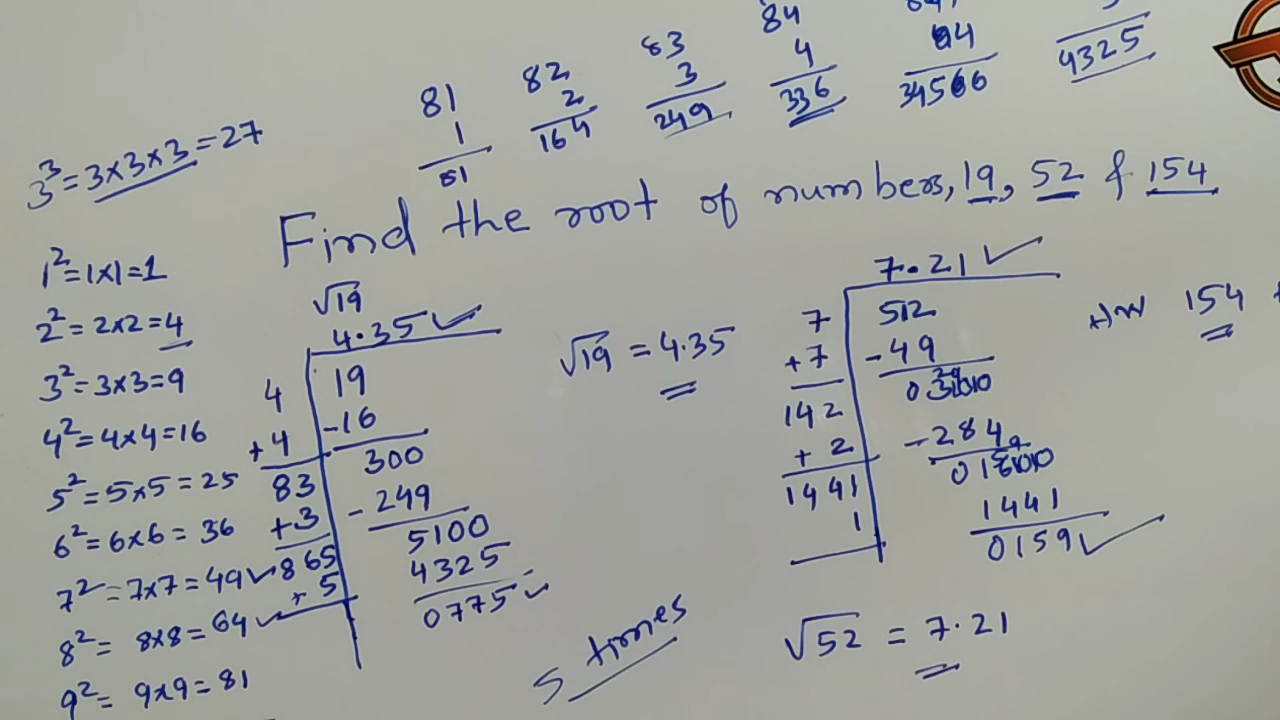 81
1
81
82
2
164
83
3
249
84
4
336
4
34566
4325
3³ = 3×3×3 = 27
Find the root of numbers, 19, 52 & 154
1² = 1×1 = 1
2² = 2×2 = 4
3² = 3×3 = 9
4² = 4×4 = 16
5² = 5×5 = 25
6² = 6×6 = 36
7² = 7×7 = 49 ✓
8² = 8×8 = 64 ✓
9² = 9×9 = 81
√19
4.35 ✓
4
19
+4
-16
83
300
+3
-249
865
5100
+5
4325
0775 ✓
√19 = 4.35
7.21 ✓
7
52
+7
-49
142
+2
-284
1441
1
1441
0159 ✓
HW 154
5 times
√52 = 7.21